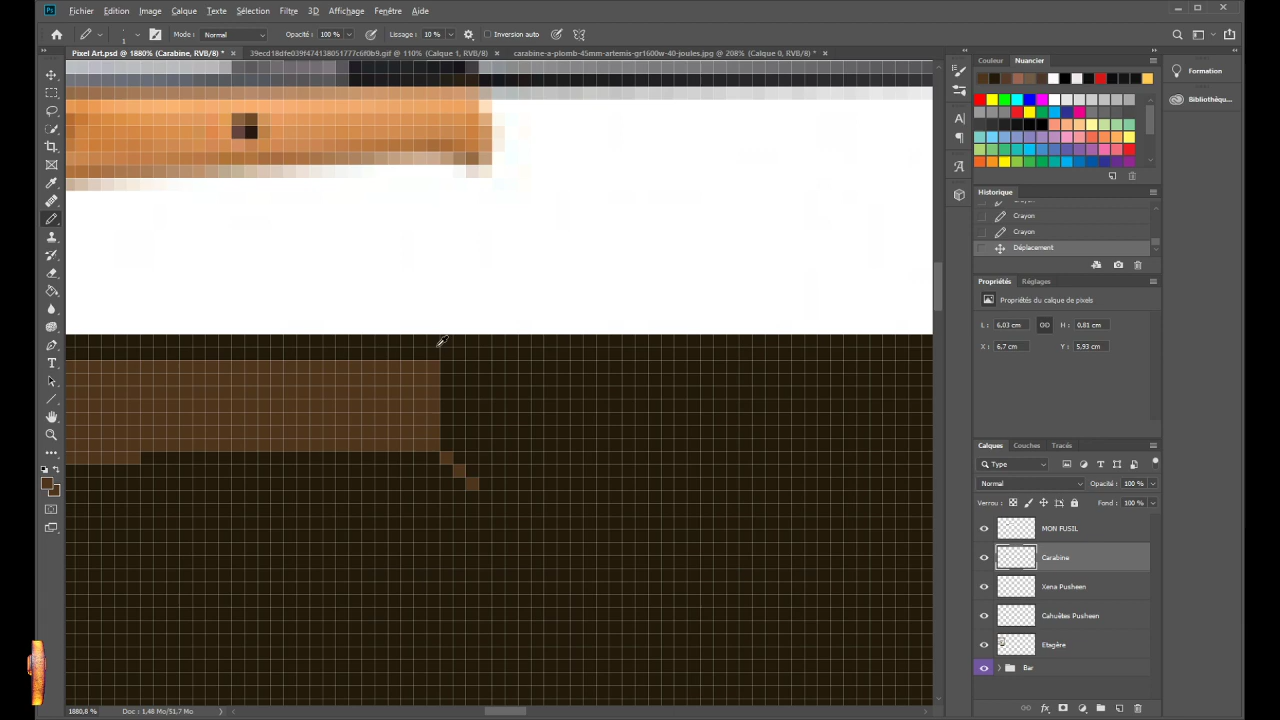 Ps Fichier Edition Image Calque Texte Sélection Filtre 3D Affichage Fenêtre Aide
1 Mode : Normal Opacité : 100 % Lissage : 10 % Inversion auto
Pixel Art.psd @ 1880% (Carabine, RVB/8) * × 39ecd18dfe039f474138051f777c6f0b9.gif @ 110% (Calque 1, RVB/8) × carabine-a-plomb-45mm-artemis-gr1600w-40-joules.jpg @ 208% (Calque 0, RVB/8) * ×
Couleur Nuancier
Formation
Bibliothèqu...
Historique
Crayon
Crayon
Déplacement
Propriétés Réglages
Propriétés du calque de pixels
L : 6,03 cm H : 0,81 cm
X : 6,7 cm Y : 5,93 cm
Calques Couches Tracés
Type
Normal Opacité : 100 %
Verrou : Fond : 100 %
MON FUSIL
Carabine
Xena Pusheen
Cahuètes Pusheen
Etagère
Bar
1880,8 % Doc : 1,48 Mo/51,7 Mo